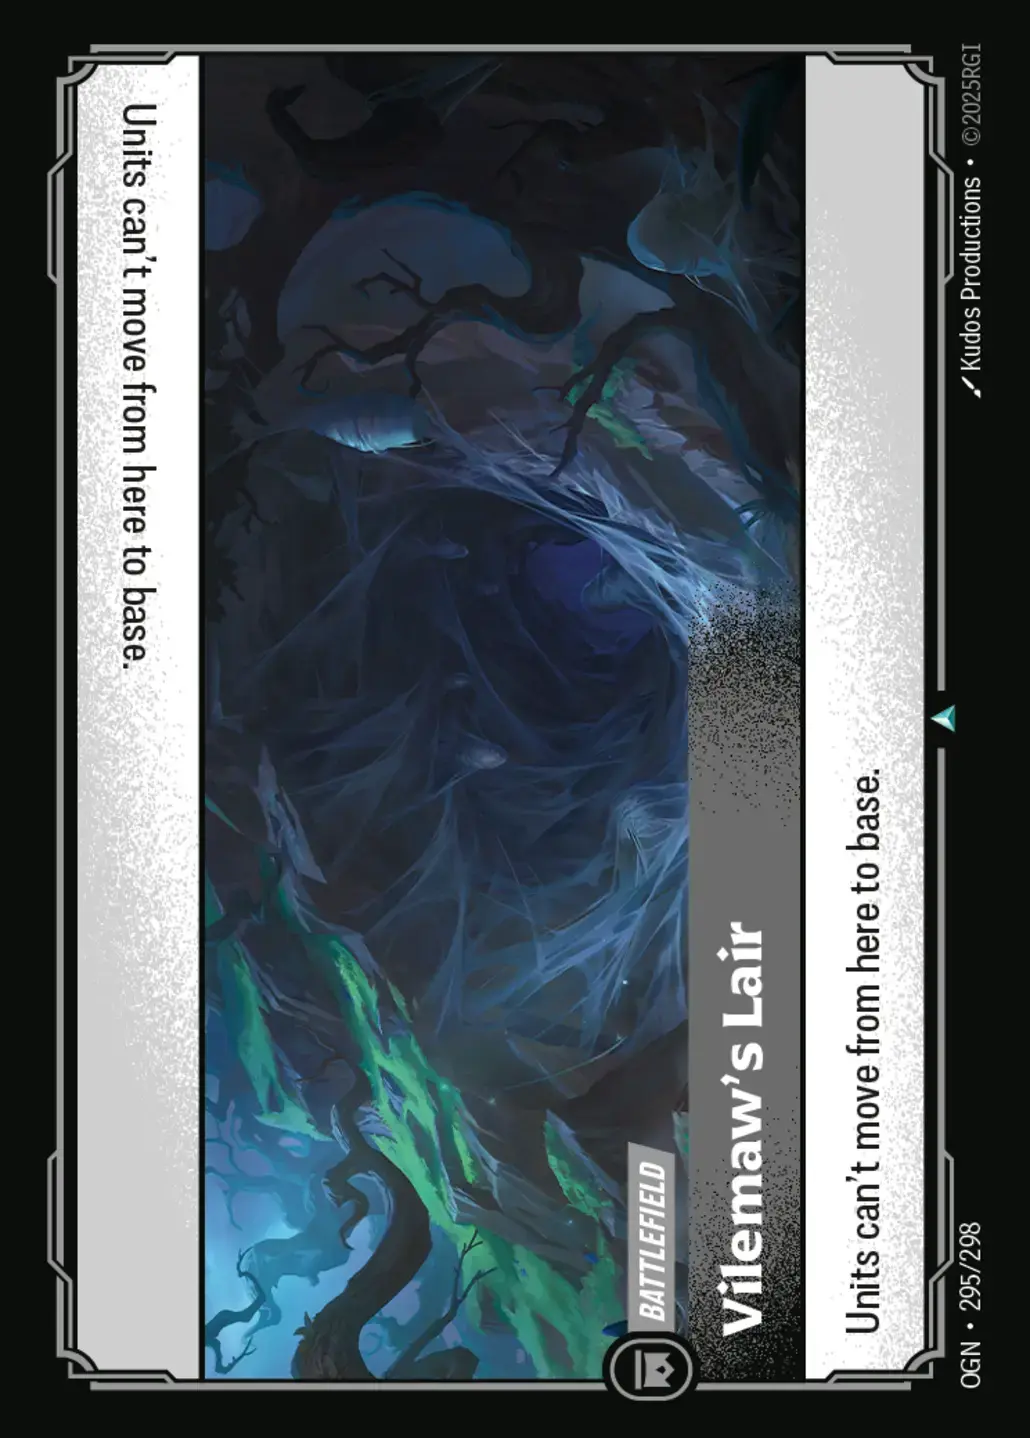 Units can't move from here to base.
BATTLEFIELD
Vilemaw's Lair
Units can't move from here to base.
OGN • 295/298
Kudos Productions • ©2025RGI